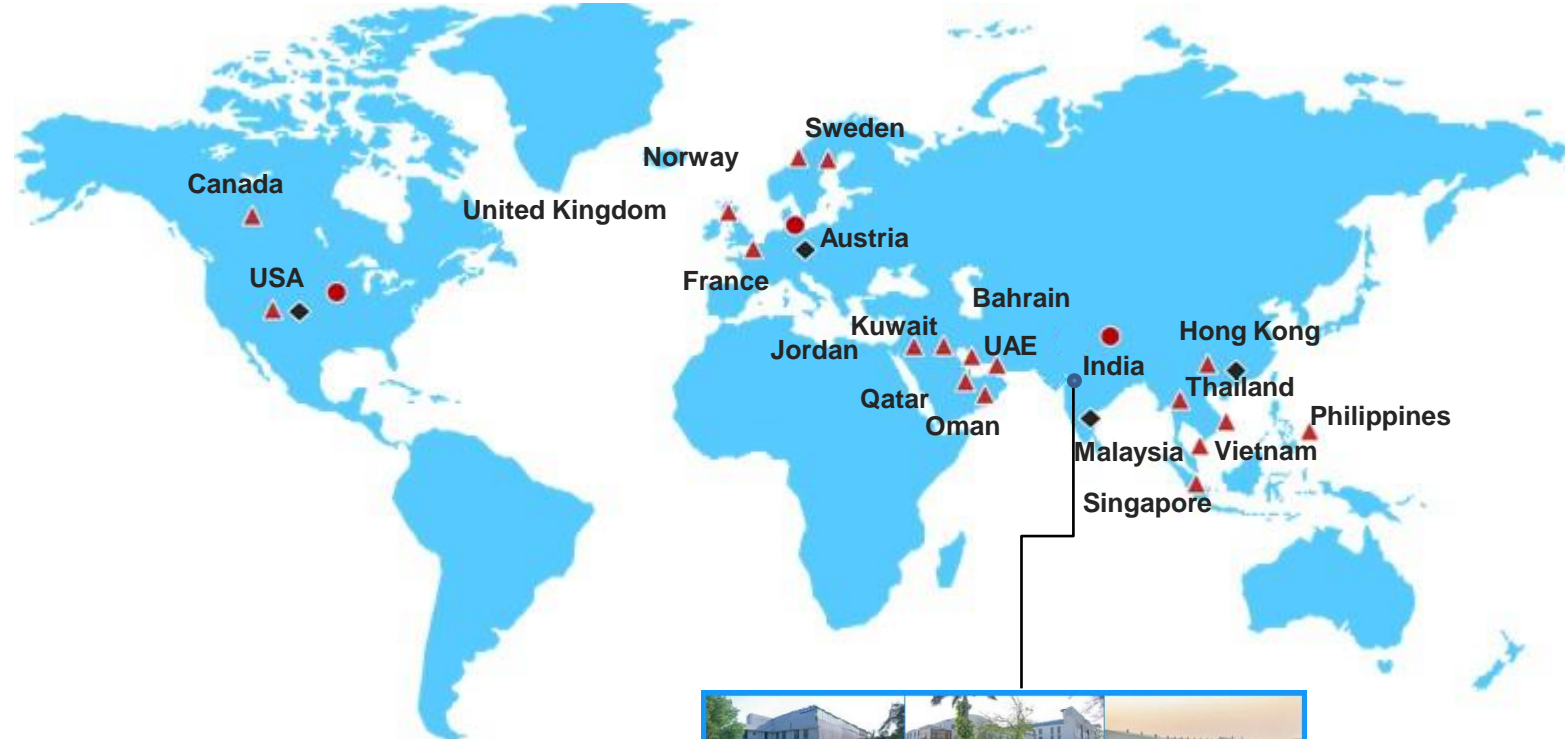 Sweden
Norway
Canada
United Kingdom
Austria
USA
France
Bahrain
Kuwait
Hong Kong
Jordan
UAE
India
Thailand
Qatar
Philippines
Oman
Malaysia
Vietnam
Singapore